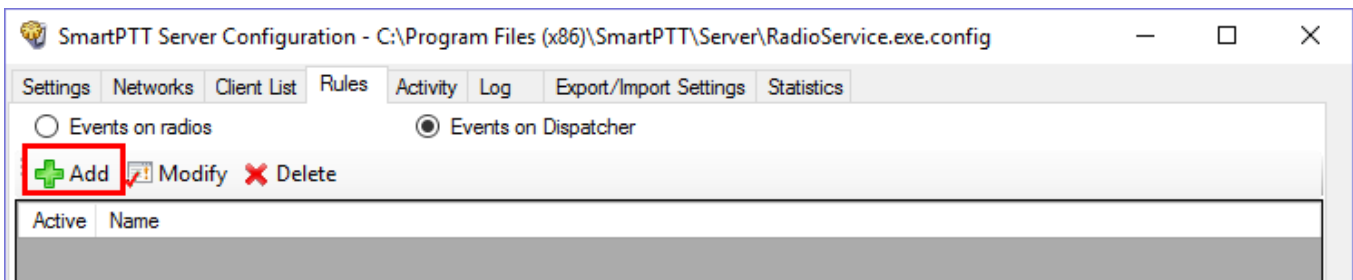 SmartPTT Server Configuration - C:\Program Files (x86)\SmartPTT\Server\RadioService.exe.config
Settings Networks Client List Rules Activity Log Export/Import Settings Statistics
Events on radios Events on Dispatcher
Add Modify Delete
Active Name